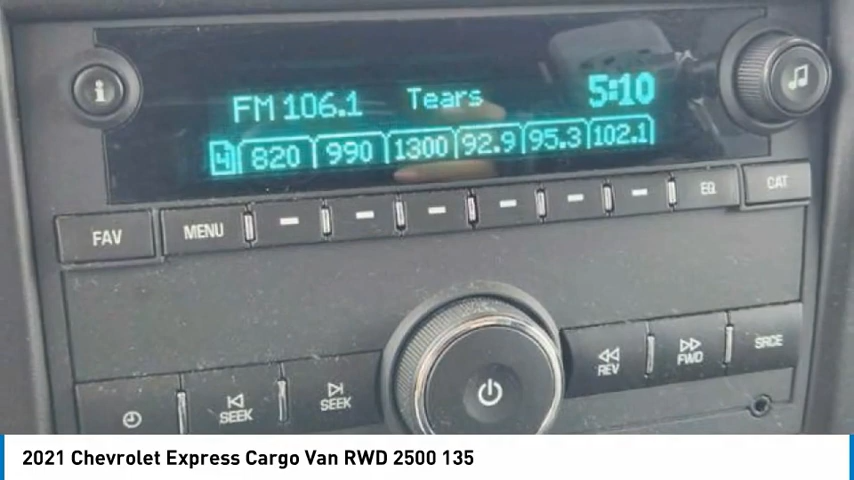 i
FM 106.1 Tears 5:10
4 820 990 1300 92.9 95.3 102.1
FAV MENU EQ CAT
SEEK SEEK REV FWD SRCE
2021 Chevrolet Express Cargo Van RWD 2500 135